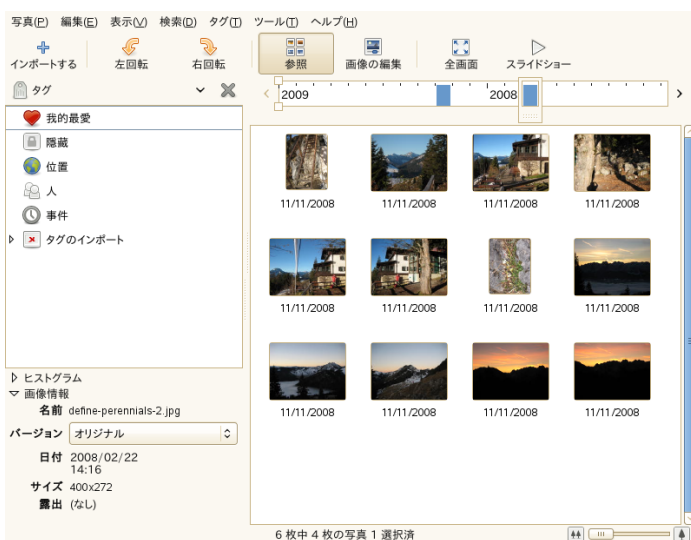 写真(P) 編集(E) 表示(V) 検索(D) タグ(T) ツール(T) ヘルプ(H)
インポートする 左回転 右回転 参照 画像の編集 全画面 スライドショー
タグ
2009 2008
我的最愛
隠蔵
位置
人
事件
タグのインポート
11/11/2008 11/11/2008 11/11/2008 11/11/2008
11/11/2008 11/11/2008 11/11/2008 11/11/2008
11/11/2008 11/11/2008 11/11/2008 11/11/2008
ヒストグラム
画像情報
名前 define-perennials-2.jpg
バージョン オリジナル
日付 2008/02/22
14:16
サイズ 400x272
露出 (なし)
6 枚中 4 枚の写真 1 選択済